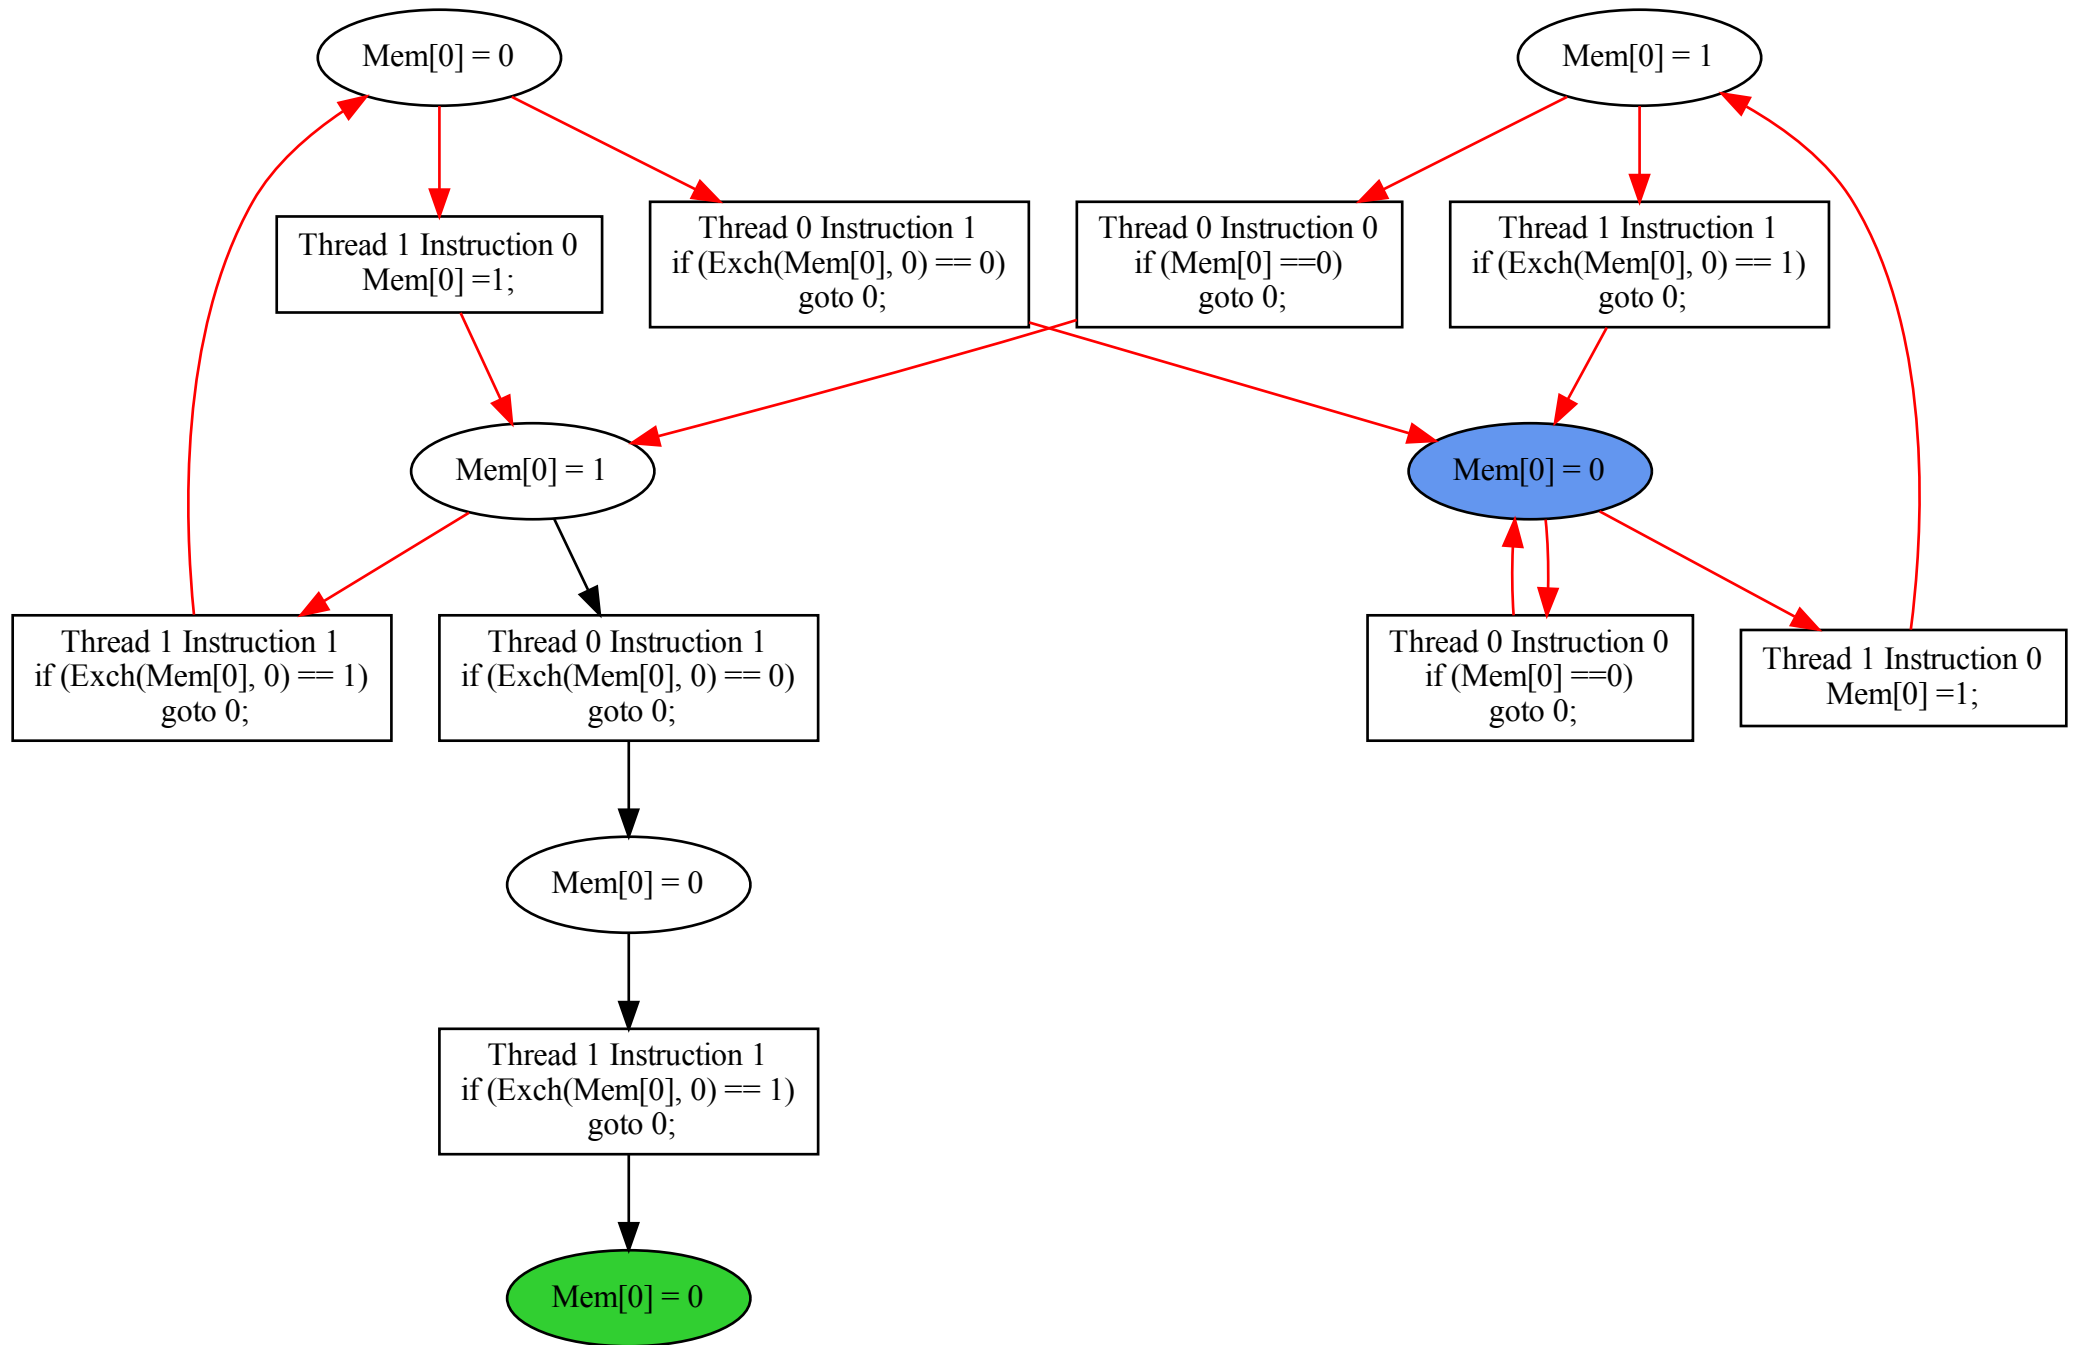 Mem[0] = 0
Mem[0] = 1
Thread 1 Instruction 0
Mem[0] =1;
Thread 0 Instruction 1
if (Exch(Mem[0], 0) == 0)
goto 0;
Thread 0 Instruction 0
if (Mem[0] ==0)
goto 0;
Thread 1 Instruction 1
if (Exch(Mem[0], 0) == 1)
goto 0;
Mem[0] = 1
Mem[0] = 0
Thread 1 Instruction 1
if (Exch(Mem[0], 0) == 1)
goto 0;
Thread 0 Instruction 1
if (Exch(Mem[0], 0) == 0)
goto 0;
Thread 0 Instruction 0
if (Mem[0] ==0)
goto 0;
Thread 1 Instruction 0
Mem[0] =1;
Mem[0] = 0
Thread 1 Instruction 1
if (Exch(Mem[0], 0) == 1)
goto 0;
Mem[0] = 0